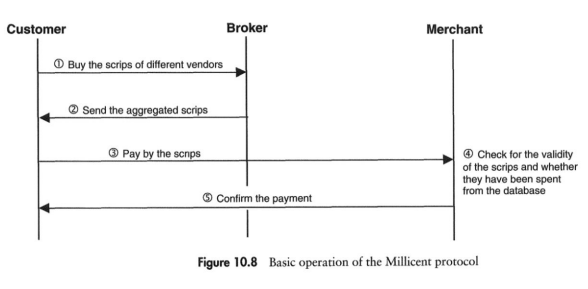 Customer Broker Merchant
① Buy the scrips of different vendors
② Send the aggregated scrips
③ Pay by the scrips
④ Check for the validity
of the scrips and whether
they have been spent
from the database
⑤ Confirm the payment
Figure 10.8 Basic operation of the Millicent protocol